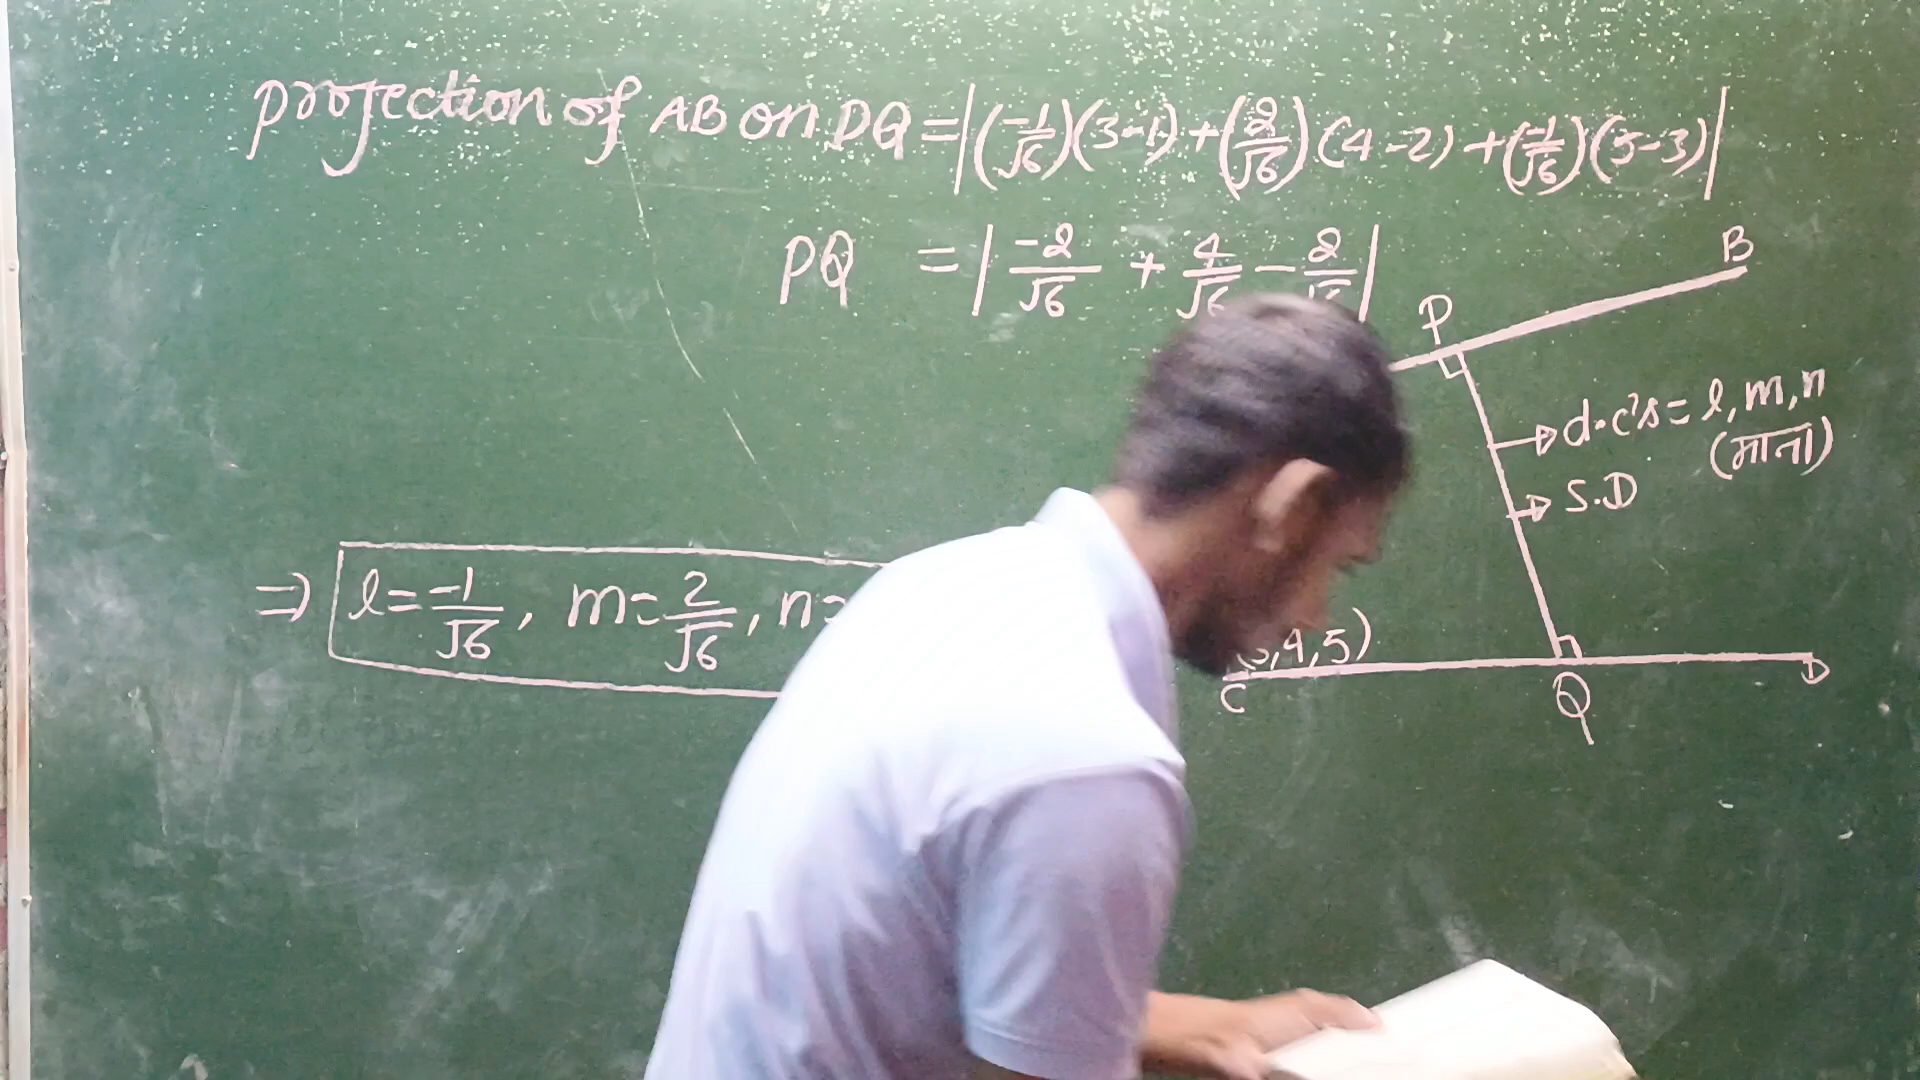 projection of AB on PQ = |(-1/√6)(3-1) + (2/√6)(4-2) + (-1/√6)(5-3)|
PQ = |-2/√6 + 4/√6 - 2/√6|
B
P
d.c's = l, m, n
(माना)
S.D
⇒ l = -1/√6, m = 2/√6, n =
,4,5)
C
Q
D